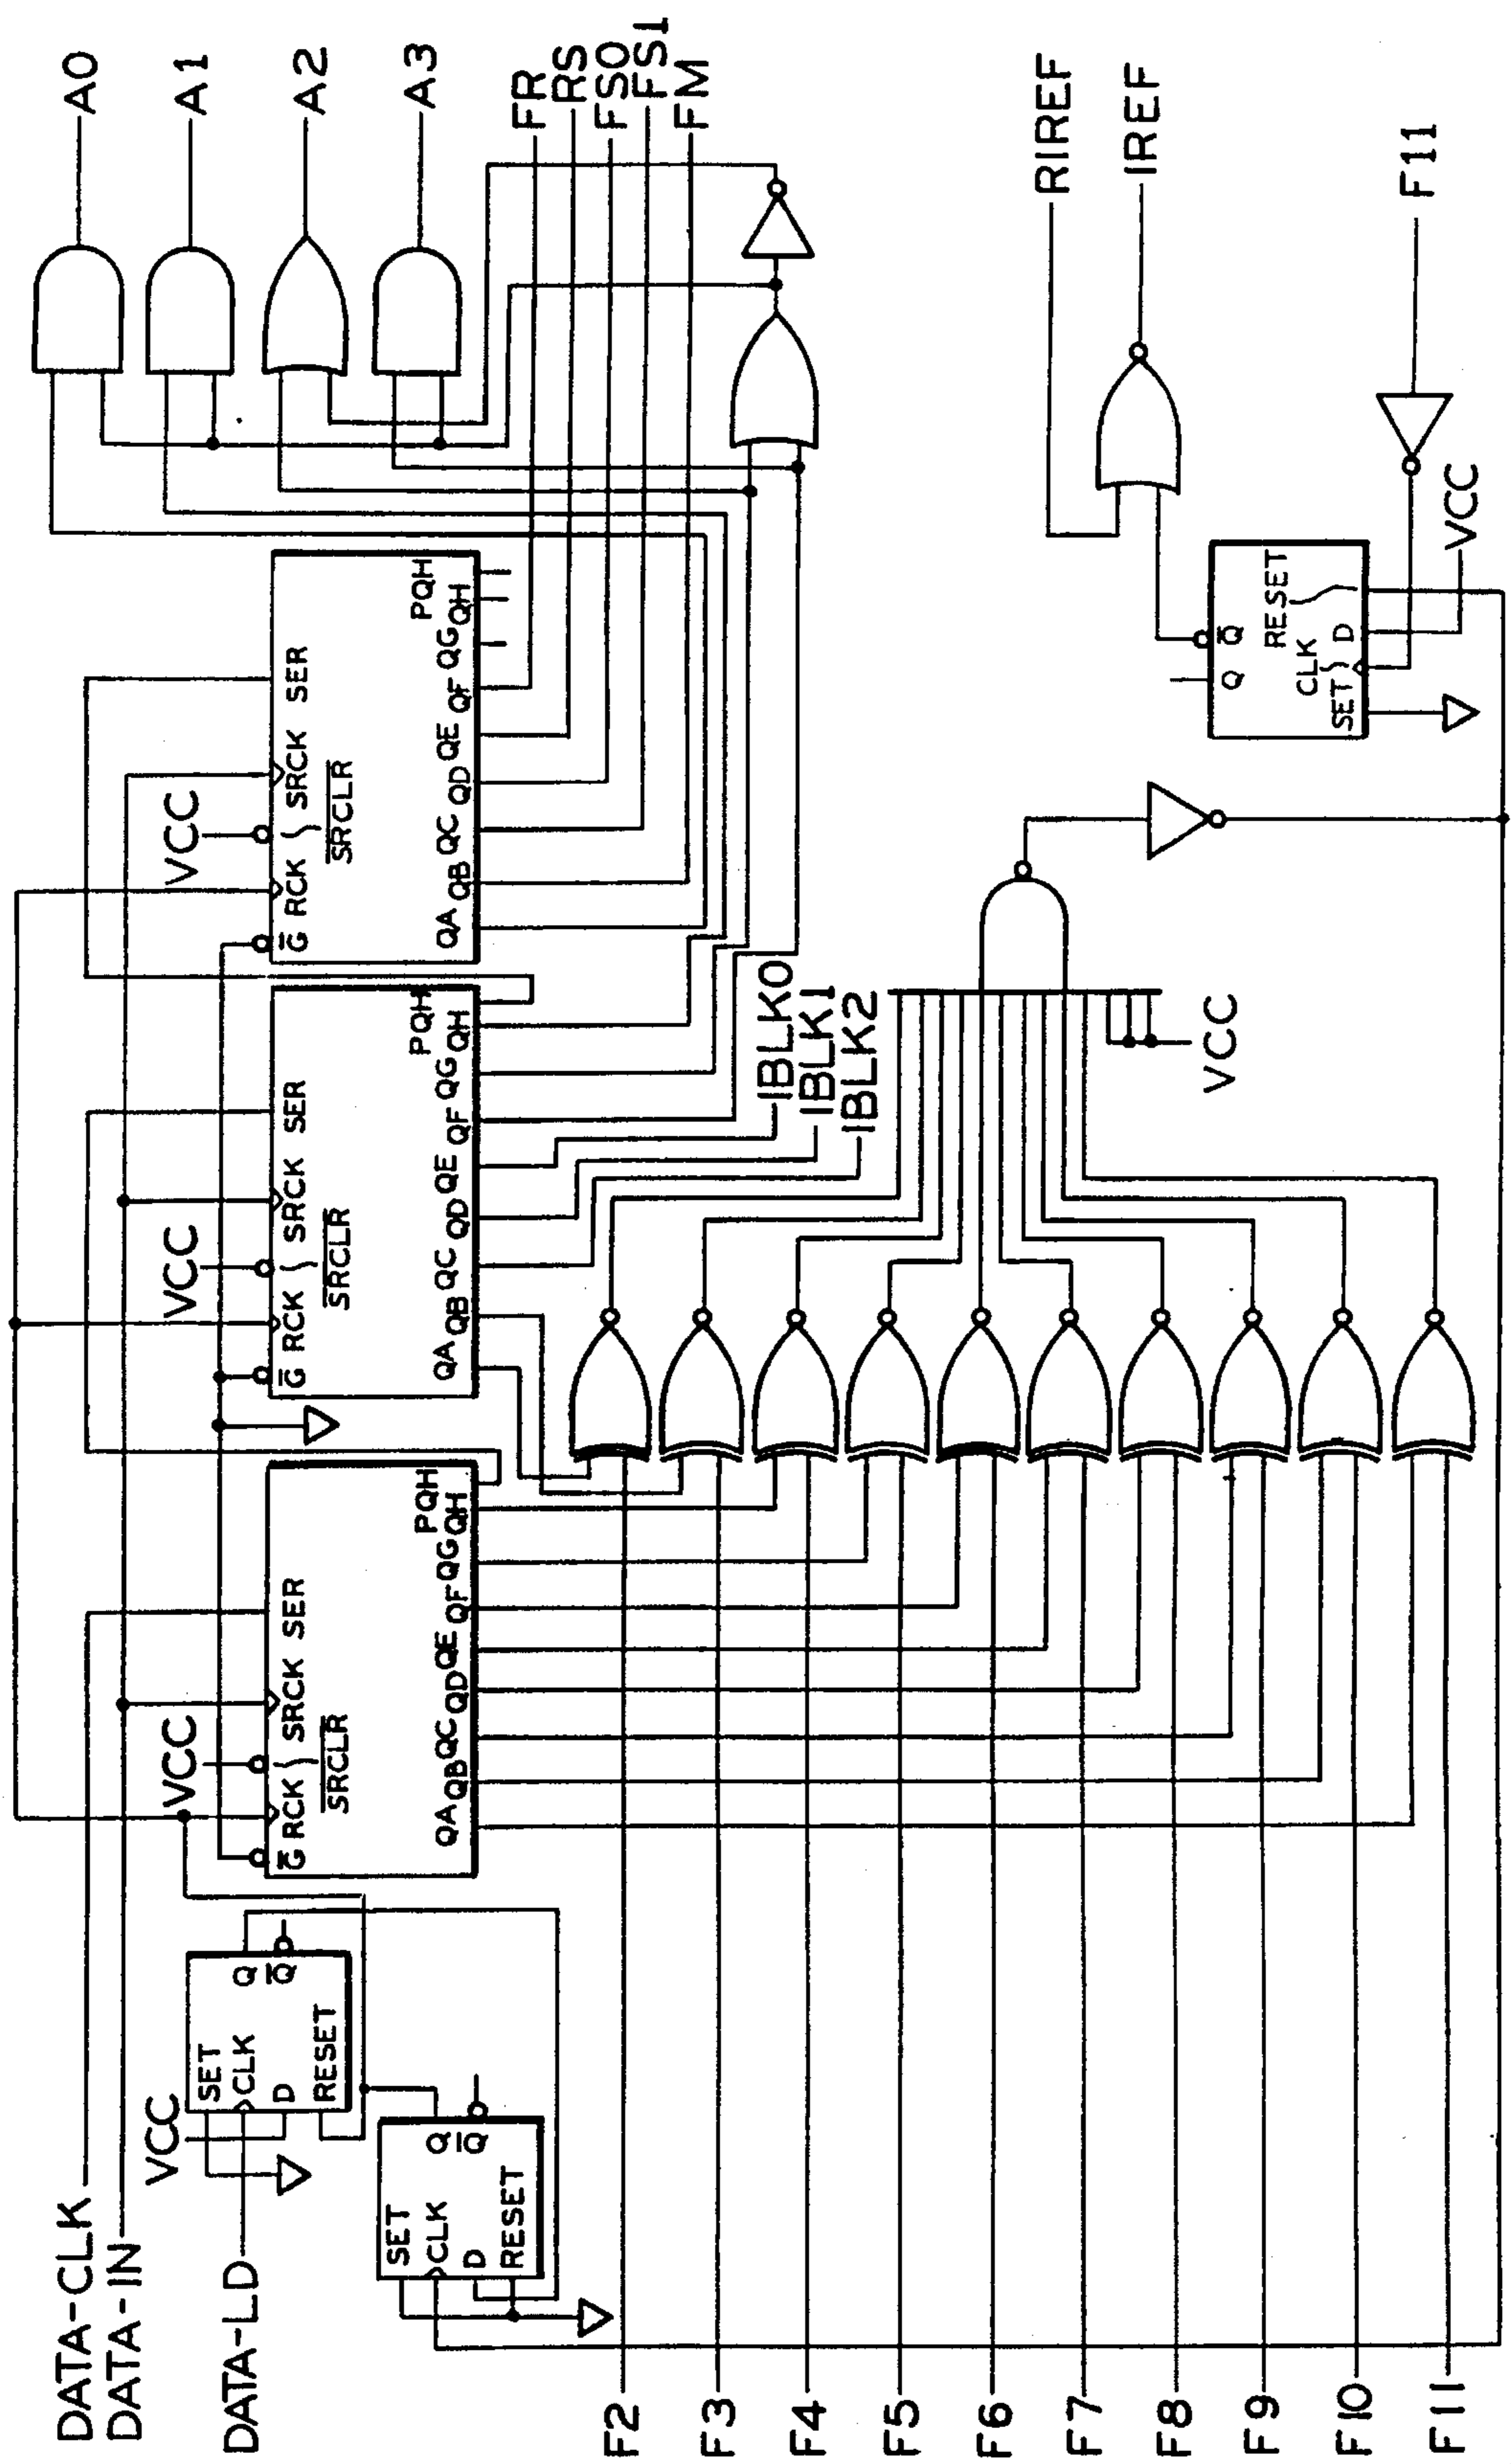 DATA-CLK
DATA-IN
DATA-LD
VCC
SET
CLK
D
RESET
Q
Q̅
SET
CLK
D
RESET
Q
Q̅
VCC
G̅ RCK SRCK SER
SRCLR
QA QB QC QD QE QF QG QH
PQH
VCC
G̅ RCK SRCK SER
SRCLR
QA QB QC QD QE QF QG QH
PQH
VCC
G̅ RCK SRCK SER
SRCLR
QA QB QC QD QE QF QG QH
PQH
A0
A1
A2
A3
FR
RS
FS0
FS1
FM
IBLK0
IBLK1
IBLK2
VCC
F2
F3
F4
F5
F6
F7
F8
F9
F10
F11
RIREF
IREF
F11
VCC
Q
Q̅
SET
CLK
D
RESET